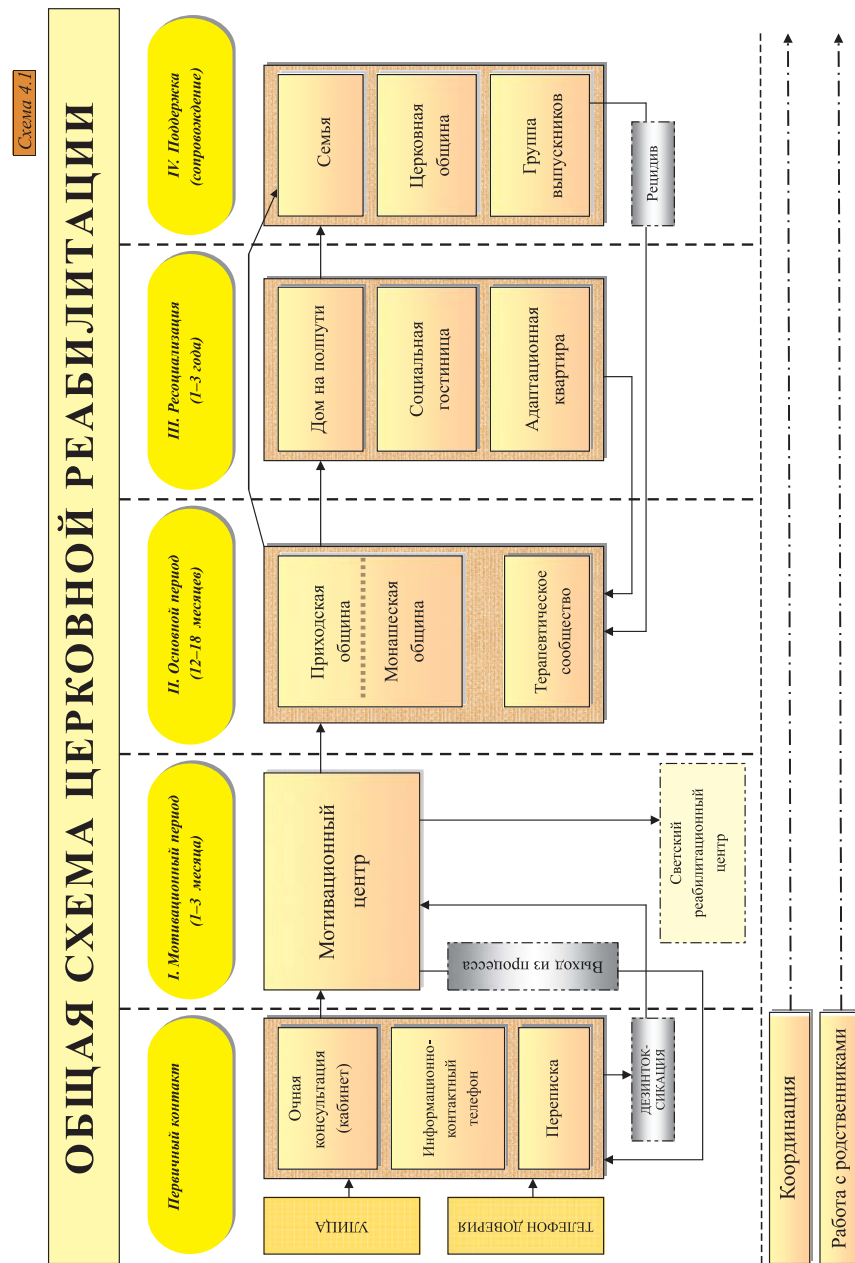 Схема 4.1
ОБЩАЯ СХЕМА ЦЕРКОВНОЙ РЕАБИЛИТАЦИИ
Первичный контакт
I. Мотивационный период
(1–3 месяца)
II. Основной период
(12–18 месяцев)
III. Ресоциализация
(1–3 года)
IV. Поддержка
(сопровождение)
УЛИЦА
ТЕЛЕФОН ДОВЕРИЯ
Очная
консультация
(кабинет)
Информационно-
контактный
телефон
Переписка
ДЕЗИНТОК-
СИКАЦИЯ
Мотивационный
центр
Выход из процесса
Светский
реабилитационный
центр
Приходская
община
Монашеская
община
Терапевтическое
сообщество
Дом на полпути
Социальная
гостиница
Адаптационная
квартира
Семья
Церковная
община
Группа
выпускников
Рецидив
Координация
Работа с родственниками